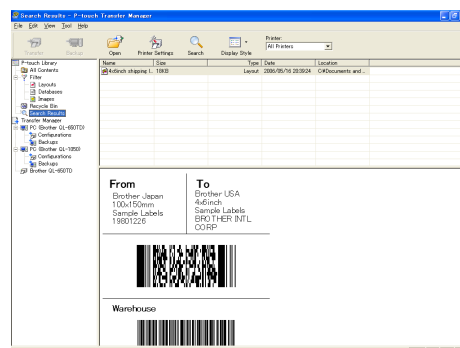 Search Results - P-touch Transfer Manager
File Edit View Tool Help
Transfer
Backup
Open
Printer Settings
Search
Display Style
Printer:
All Printers
P-touch Library
All Contents
Filter
Layouts
Databases
Images
Recycle Bin
Search Results
Transfer Manager
PC (Brother QL-650TD)
Configurations
Backups
PC (Brother QL-1050)
Configurations
Backups
Brother QL-650TD
Name Size Type Date Location
4x6inch shipping l... 18KB Layout 2006/05/16 20:39:24 C:¥Documents and ...
From
Brother Japan
100x150mm
Sample Labels
19801226
To
Brother USA
4x6inch
Sample Labels
BROTHER INTL
CORP
Warehouse